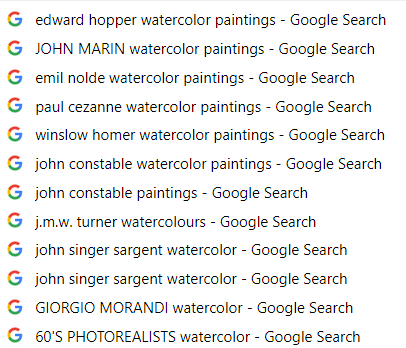 edward hopper watercolor paintings - Google Search
JOHN MARIN watercolor paintings - Google Search
emil nolde watercolor paintings - Google Search
paul cezanne watercolor paintings - Google Search
winslow homer watercolor paintings - Google Search
john constable watercolor paintings - Google Search
john constable paintings - Google Search
j.m.w. turner watercolours - Google Search
john singer sargent watercolor - Google Search
john singer sargent watercolor - Google Search
GIORGIO MORANDI watercolor - Google Search
60'S PHOTOREALISTS watercolor - Google Search